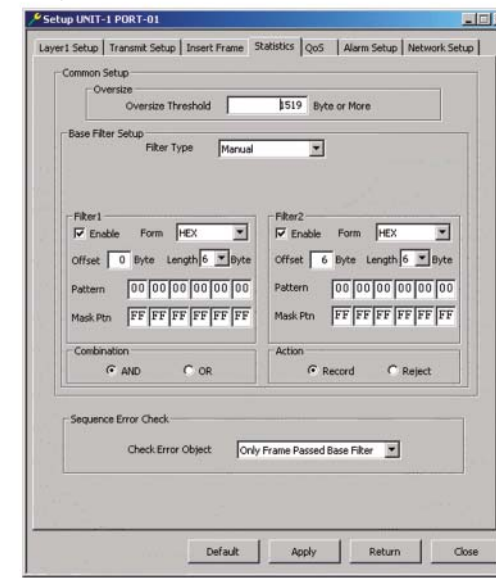 Setup UNIT-1 PORT-01
Layer1 Setup Transmit Setup Insert Frame Statistics QoS Alarm Setup Network Setup
Common Setup
Oversize
Oversize Threshold 1519 Byte or More
Base Filter Setup
Filter Type Manual
Filter1
Enable Form HEX
Offset 0 Byte Length 6 Byte
Pattern 00 00 00 00 00 00
Mask Ptn FF FF FF FF FF FF
Filter2
Enable Form HEX
Offset 6 Byte Length 6 Byte
Pattern 00 00 00 00 00 00
Mask Ptn FF FF FF FF FF FF
Combination
AND OR
Action
Record Reject
Sequence Error Check
Check Error Object Only Frame Passed Base Filter
Default Apply Return Close